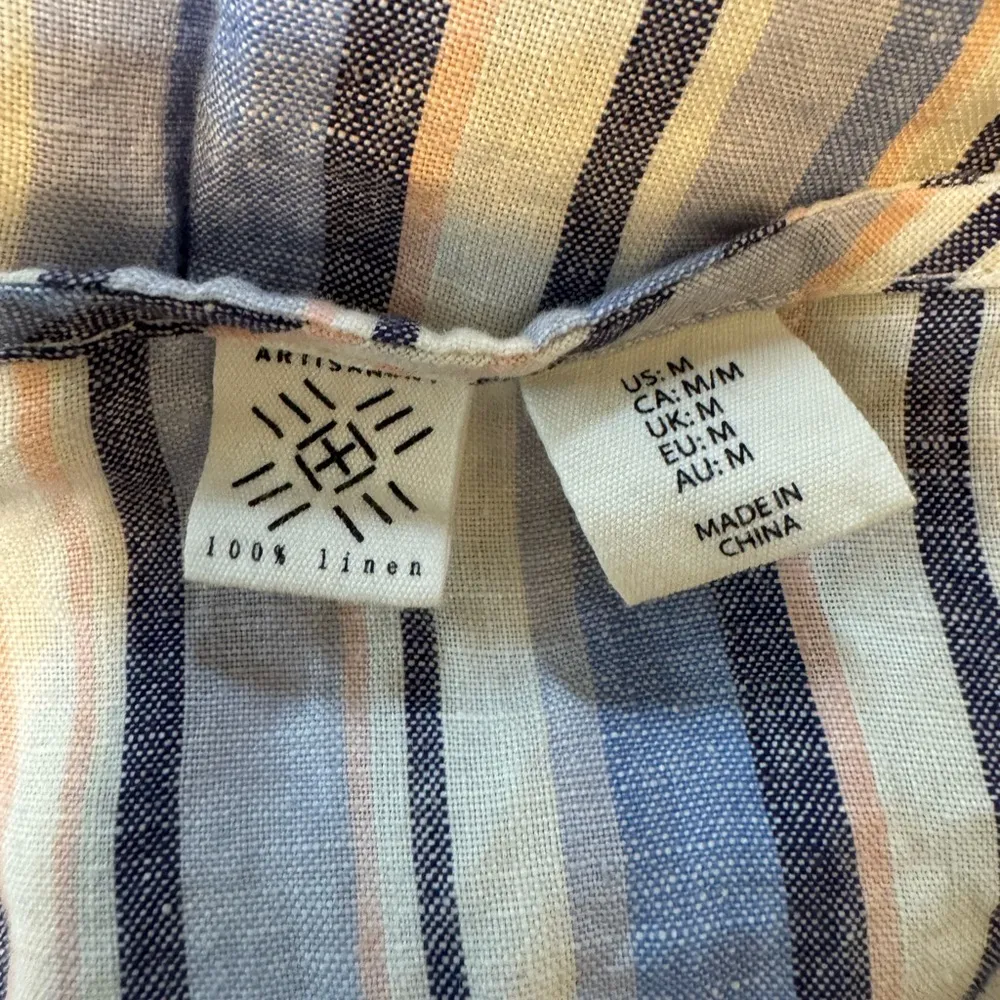 100% linen
US: M
CA: M/M
UK: M
EU: M
AU: M
MADE IN
CHINA